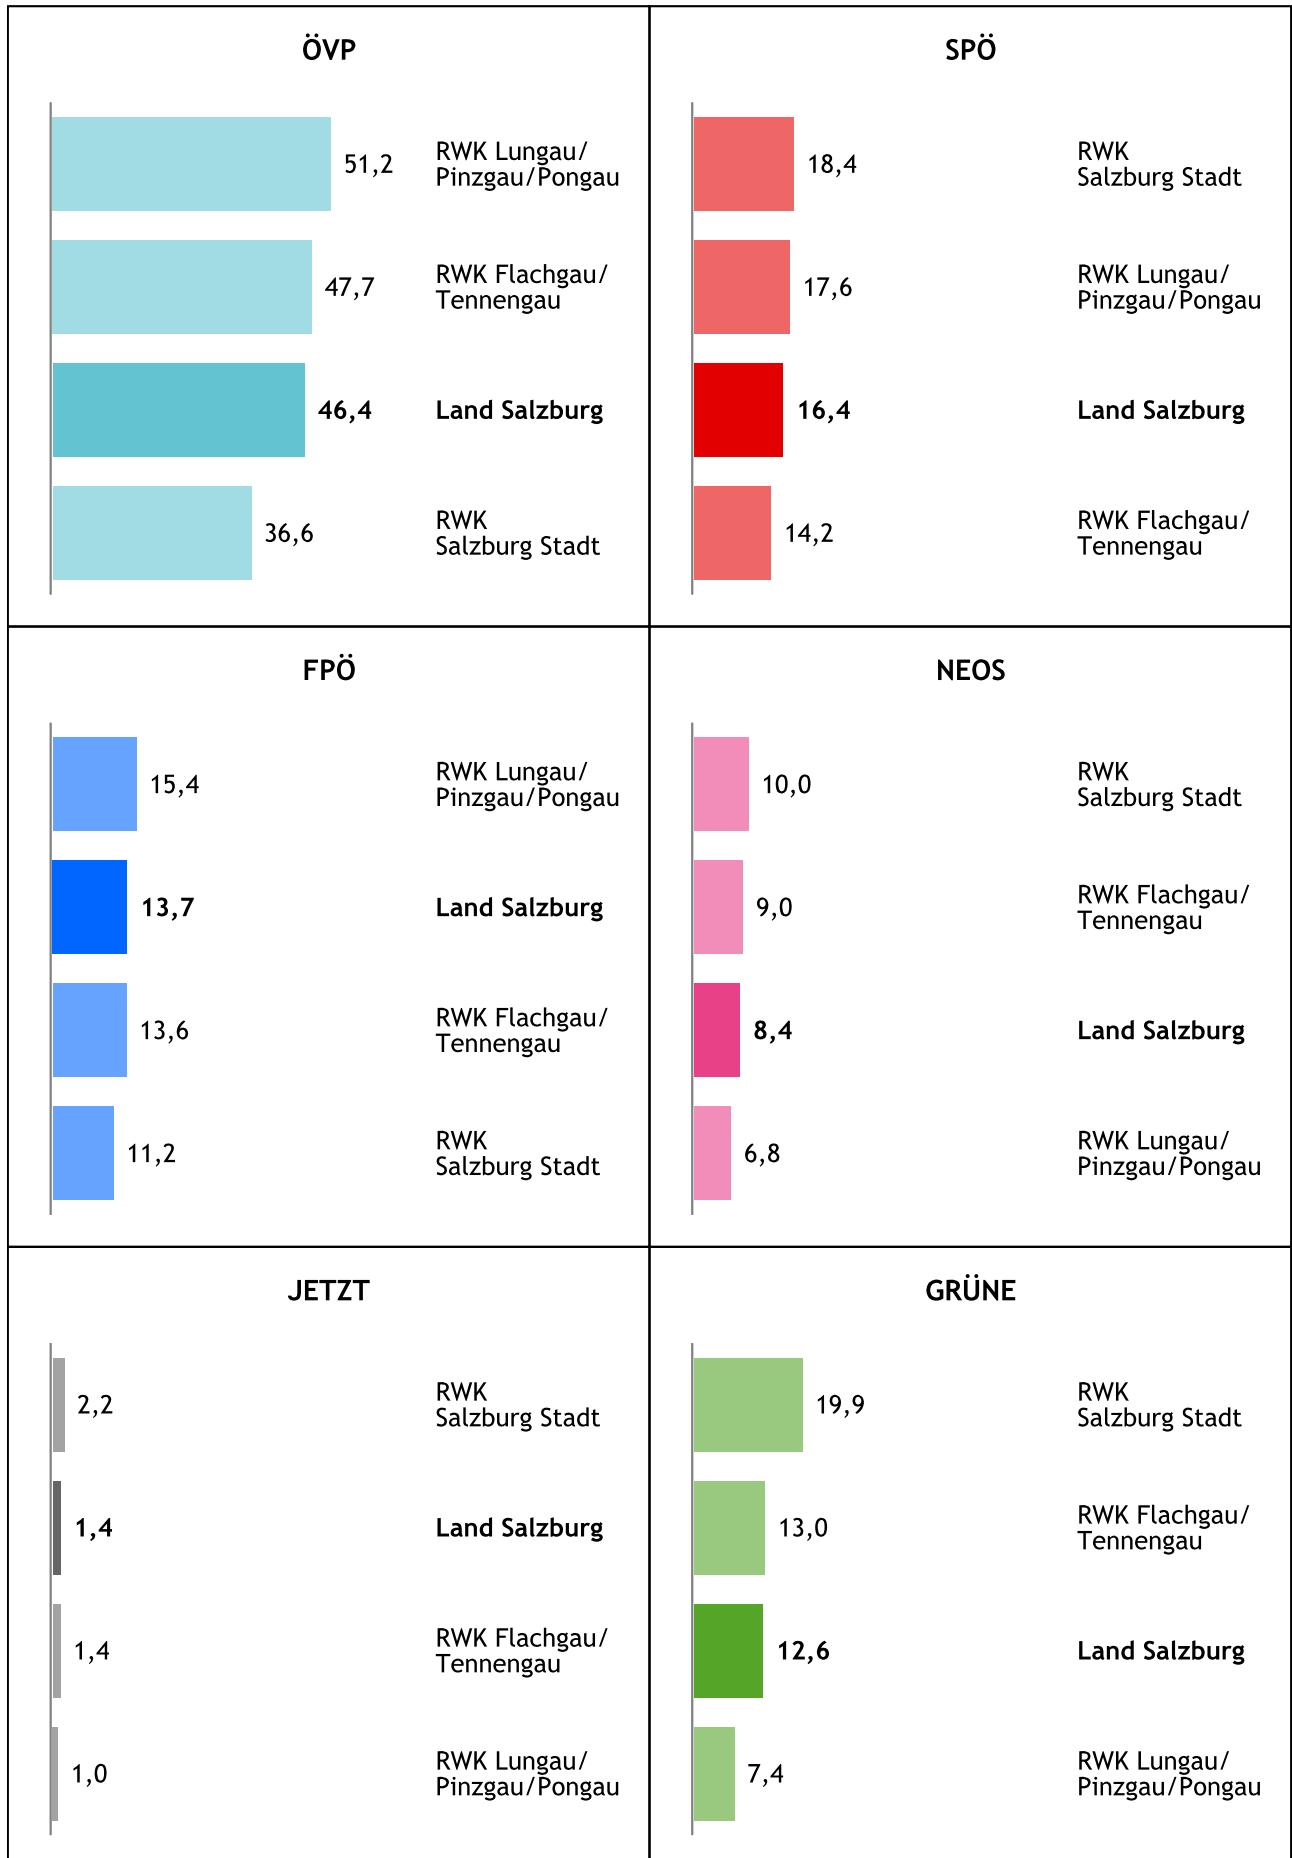 ÖVP
51,2
RWK Lungau/
Pinzgau/Pongau
47,7
RWK Flachgau/
Tennengau
46,4
Land Salzburg
36,6
RWK
Salzburg Stadt
SPÖ
18,4
RWK
Salzburg Stadt
17,6
RWK Lungau/
Pinzgau/Pongau
16,4
Land Salzburg
14,2
RWK Flachgau/
Tennengau
FPÖ
15,4
RWK Lungau/
Pinzgau/Pongau
13,7
Land Salzburg
13,6
RWK Flachgau/
Tennengau
11,2
RWK
Salzburg Stadt
NEOS
10,0
RWK
Salzburg Stadt
9,0
RWK Flachgau/
Tennengau
8,4
Land Salzburg
6,8
RWK Lungau/
Pinzgau/Pongau
JETZT
2,2
RWK
Salzburg Stadt
1,4
Land Salzburg
1,4
RWK Flachgau/
Tennengau
1,0
RWK Lungau/
Pinzgau/Pongau
GRÜNE
19,9
RWK
Salzburg Stadt
13,0
RWK Flachgau/
Tennengau
12,6
Land Salzburg
7,4
RWK Lungau/
Pinzgau/Pongau